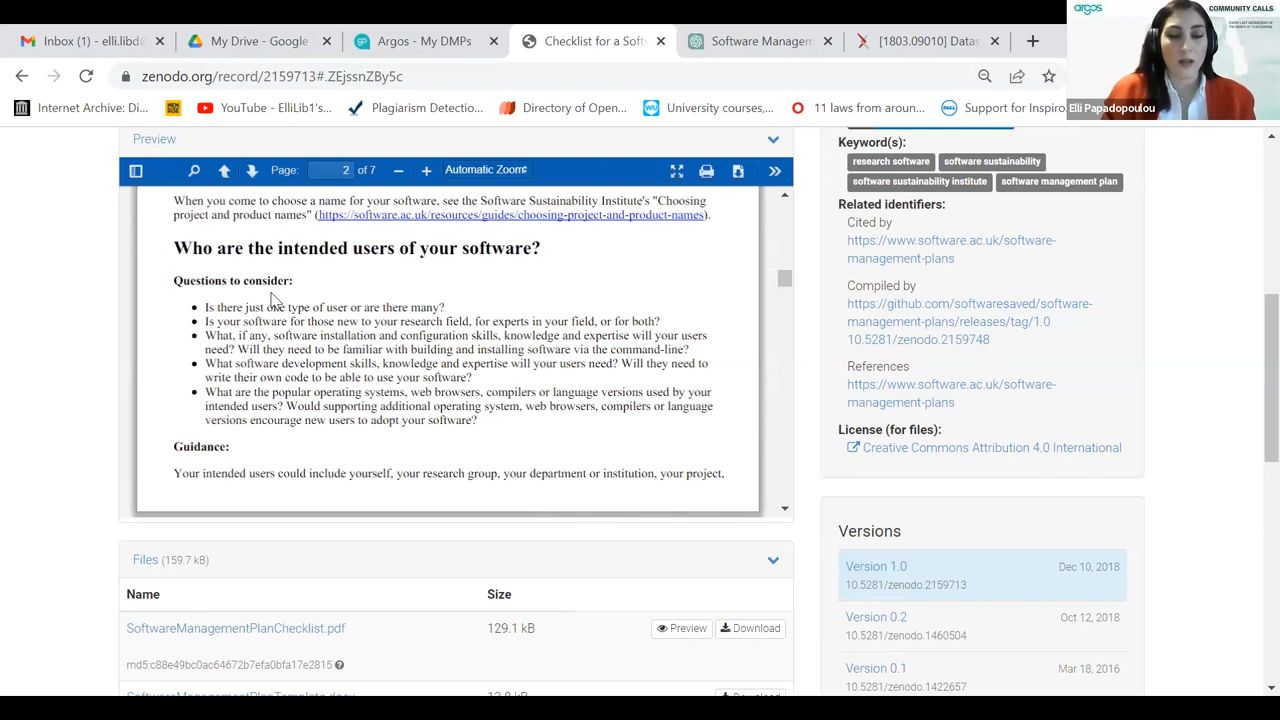 argos
COMMUNITY CALLS
EVERY LAST WEDNESDAY OF
Elli Papadopoulou
Inbox (1) - elli.libd
My Drive - Google
Argos - My DMPs
Checklist for a Soft
Software Managem
[1803.09010] Datas
zenodo.org/record/2159713#.ZEjssnZBy5c
Internet Archive: Di...
YouTube - ElliLib1's...
Plagiarism Detectio...
Directory of Open...
University courses,...
11 laws from aroun...
Support for Inspiro
Preview
Page: 2 of 7
Automatic Zoom
When you come to choose a name for your software, see the Software Sustainability Institute's "Choosing
project and product names" (https://software.ac.uk/resources/guides/choosing-project-and-product-names).
Who are the intended users of your software?
Questions to consider:
Is there just one type of user or are there many?
Is your software for those new to your research field, for experts in your field, or for both?
What, if any, software installation and configuration skills, knowledge and expertise will your users
need? Will they need to be familiar with building and installing software via the command-line?
What software development skills, knowledge and expertise will your users need? Will they need to
write their own code to be able to use your software?
What are the popular operating systems, web browsers, compilers or language versions used by your
intended users? Would supporting additional operating system, web browsers, compilers or language
versions encourage new users to adopt your software?
Guidance:
Your intended users could include yourself, your research group, your department or institution, your project,
Files (159.7 kB)
Name Size
SoftwareManagementPlanChecklist.pdf 129.1 kB Preview Download
md5:c88e49bc0ac64672b7efa0bfa17e2815
Keyword(s):
research software software sustainability
software sustainability institute software management plan
Related identifiers:
Cited by
https://www.software.ac.uk/software-
management-plans
Compiled by
https://github.com/softwaresaved/software-
management-plans/releases/tag/1.0
10.5281/zenodo.2159748
References
https://www.software.ac.uk/software-
management-plans
License (for files):
Creative Commons Attribution 4.0 International
Versions
Version 1.0 Dec 10, 2018
10.5281/zenodo.2159713
Version 0.2 Oct 12, 2018
10.5281/zenodo.1460504
Version 0.1 Mar 18, 2016
10.5281/zenodo.1422657